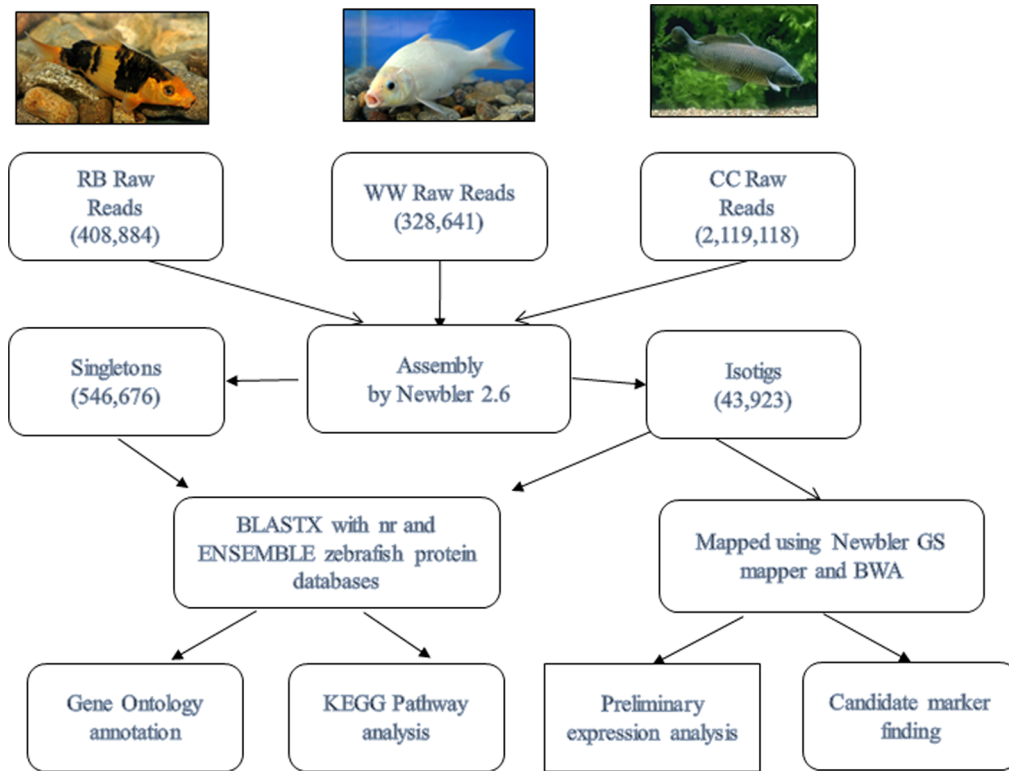 RB Raw
Reads
(408,884)
WW Raw Reads
(328,641)
CC Raw
Reads
(2,119,118)
Singletons
(546,676)
Assembly
by Newbler 2.6
Isotigs
(43,923)
BLASTX with nr and
ENSEMBLE zebrafish protein
databases
Mapped using Newbler GS
mapper and BWA
Gene Ontology
annotation
KEGG Pathway
analysis
Preliminary
expression analysis
Candidate marker
finding